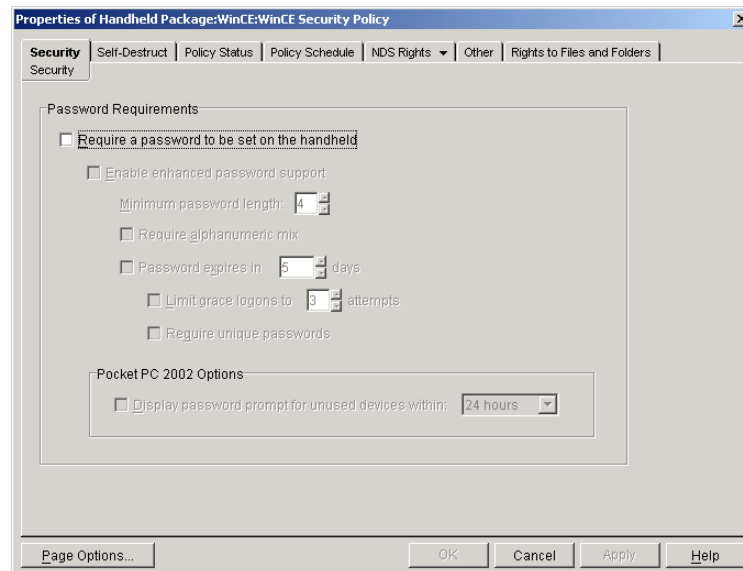 Properties of Handheld Package:WinCE:WinCE Security Policy
Security Self-Destruct Policy Status Policy Schedule NDS Rights Other Rights to Files and Folders
Security
Password Requirements
Require a password to be set on the handheld
Enable enhanced password support
Minimum password length: 4
Require alphanumeric mix
Password expires in 5 days
Limit grace logons to 3 attempts
Require unique passwords
Pocket PC 2002 Options
Display password prompt for unused devices within: 24 hours
Page Options... OK Cancel Apply Help